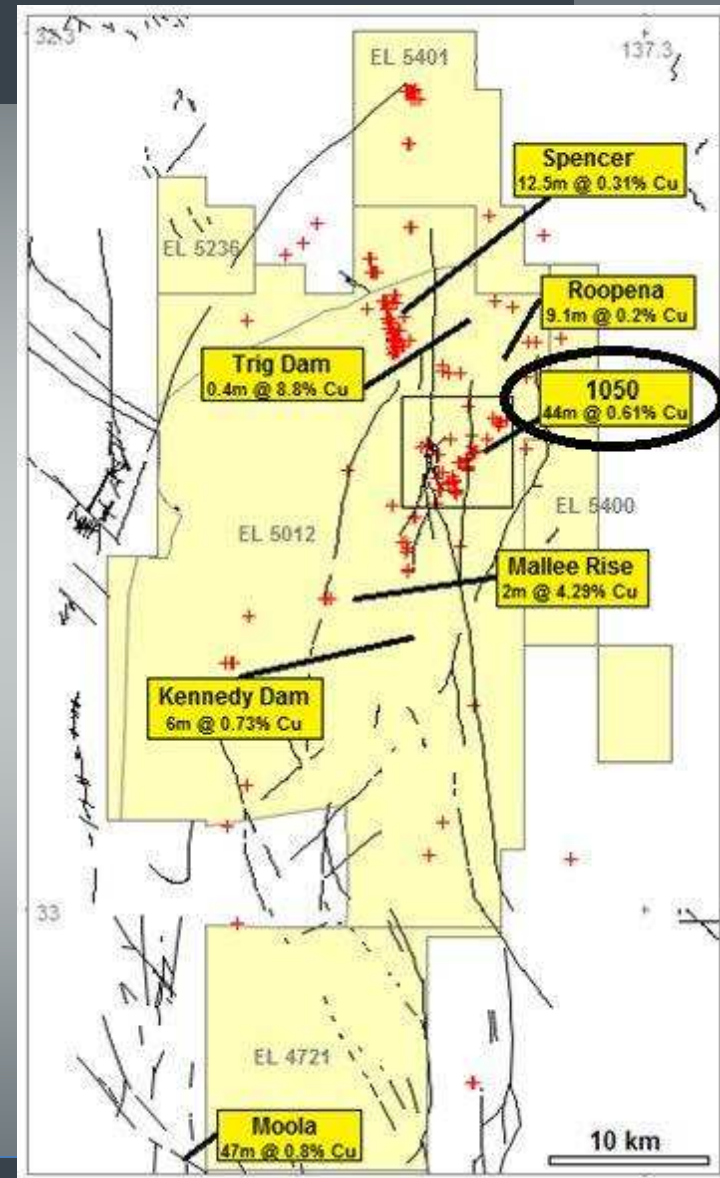 32.3
EL 5401
137.3
Spencer
12.5m @ 0.31% Cu
EL 5236
Roopena
9.1m @ 0.2% Cu
Trig Dam
0.4m @ 8.8% Cu
1050
44m @ 0.61% Cu
EL 5012
EL 5400
Mallee Rise
2m @ 4.29% Cu
Kennedy Dam
6m @ 0.73% Cu
33
EL 4721
Moola
47m @ 0.8% Cu
10 km